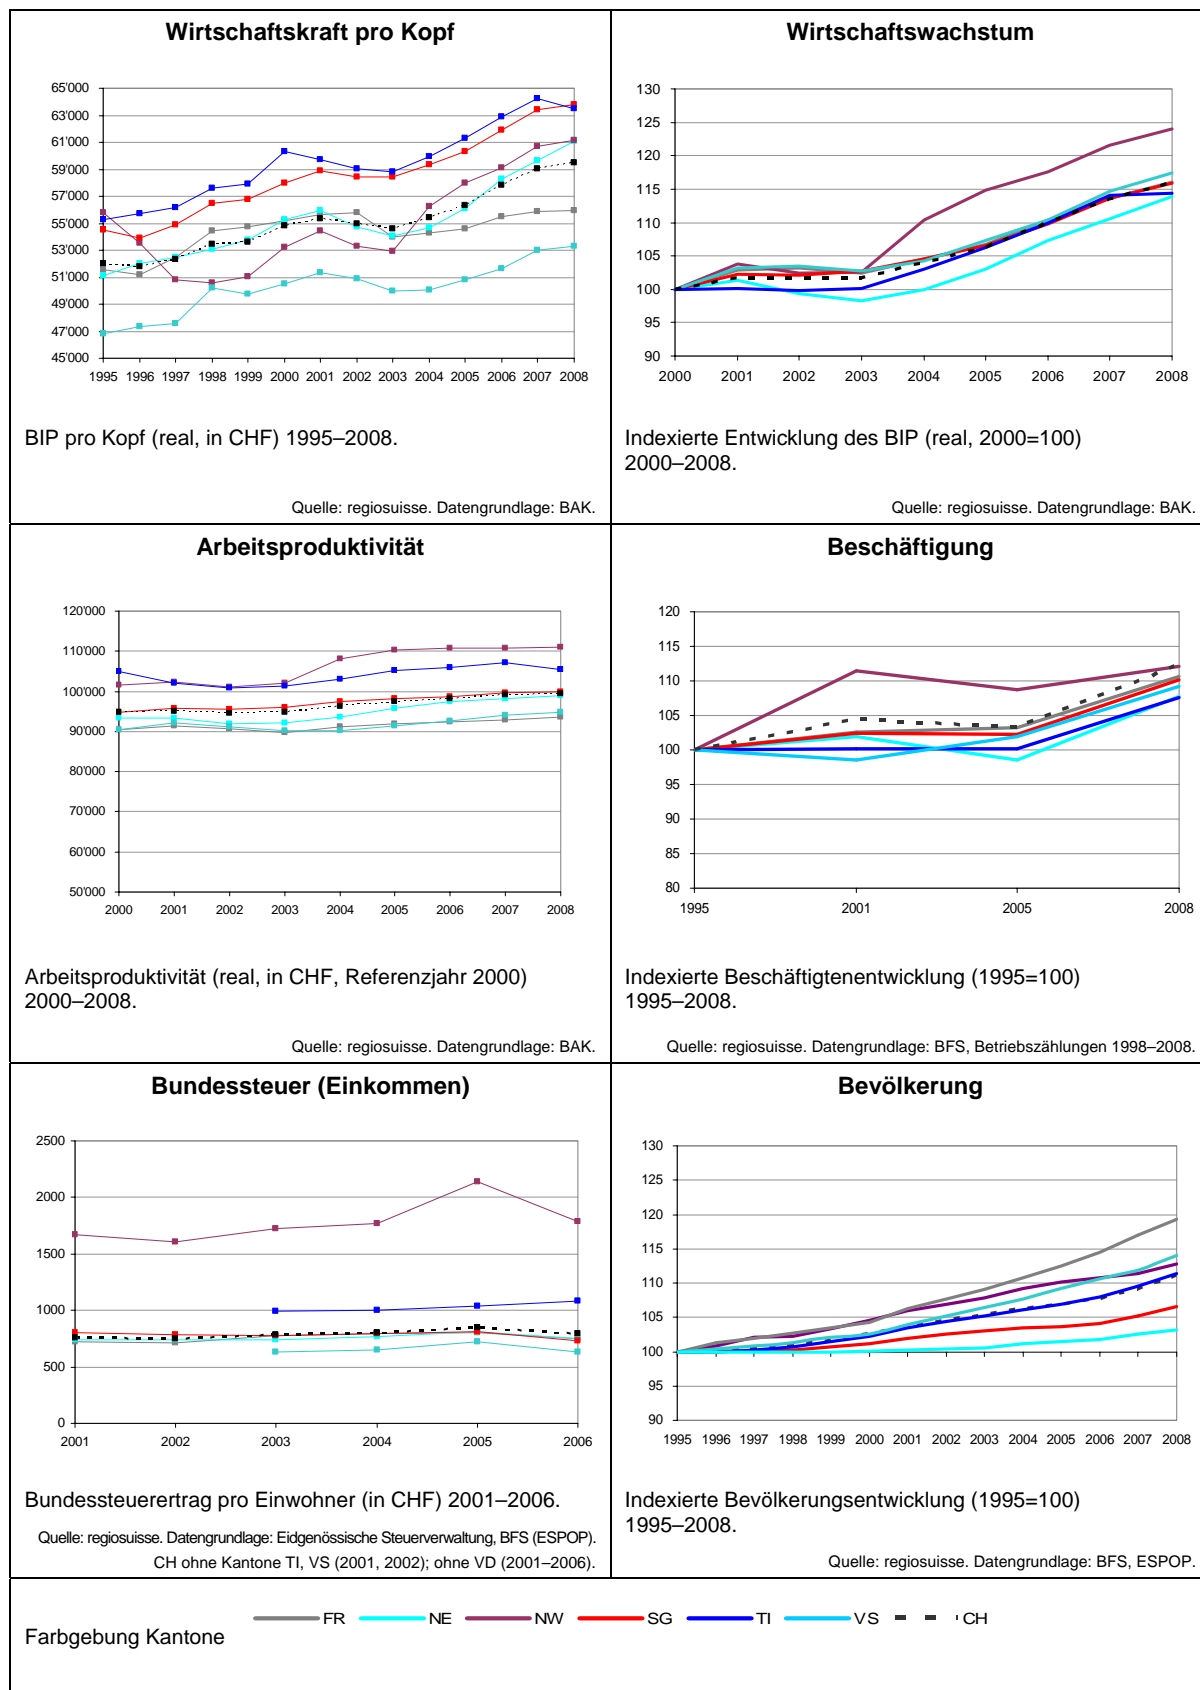 Wirtschaftskraft pro Kopf
65'000
63'000
61'000
59'000
57'000
55'000
53'000
51'000
49'000
47'000
45'000
1995 1996 1997 1998 1999 2000 2001 2002 2003 2004 2005 2006 2007 2008
BIP pro Kopf (real, in CHF) 1995–2008.
Quelle: regiosuisse. Datengrundlage: BAK.
Wirtschaftswachstum
130
125
120
115
110
105
100
95
90
2000 2001 2002 2003 2004 2005 2006 2007 2008
Indexierte Entwicklung des BIP (real, 2000=100)
2000–2008.
Quelle: regiosuisse. Datengrundlage: BAK.
Arbeitsproduktivität
120'000
110'000
100'000
90'000
80'000
70'000
60'000
50'000
2000 2001 2002 2003 2004 2005 2006 2007 2008
Arbeitsproduktivität (real, in CHF, Referenzjahr 2000)
2000–2008.
Quelle: regiosuisse. Datengrundlage: BAK.
Beschäftigung
120
115
110
105
100
95
90
85
80
1995 2001 2005 2008
Indexierte Beschäftigtenentwicklung (1995=100)
1995–2008.
Quelle: regiosuisse. Datengrundlage: BFS, Betriebszählungen 1998–2008.
Bundessteuer (Einkommen)
2500
2000
1500
1000
500
0
2001 2002 2003 2004 2005 2006
Bundessteuerertrag pro Einwohner (in CHF) 2001–2006.
Quelle: regiosuisse. Datengrundlage: Eidgenössische Steuerverwaltung, BFS (ESPOP).
CH ohne Kantone TI, VS (2001, 2002); ohne VD (2001–2006).
Bevölkerung
130
125
120
115
110
105
100
95
90
1995 1996 1997 1998 1999 2000 2001 2002 2003 2004 2005 2006 2007 2008
Indexierte Bevölkerungsentwicklung (1995=100)
1995–2008.
Quelle: regiosuisse. Datengrundlage: BFS, ESPOP.
FR NE NW SG TI VS CH
Farbgebung Kantone